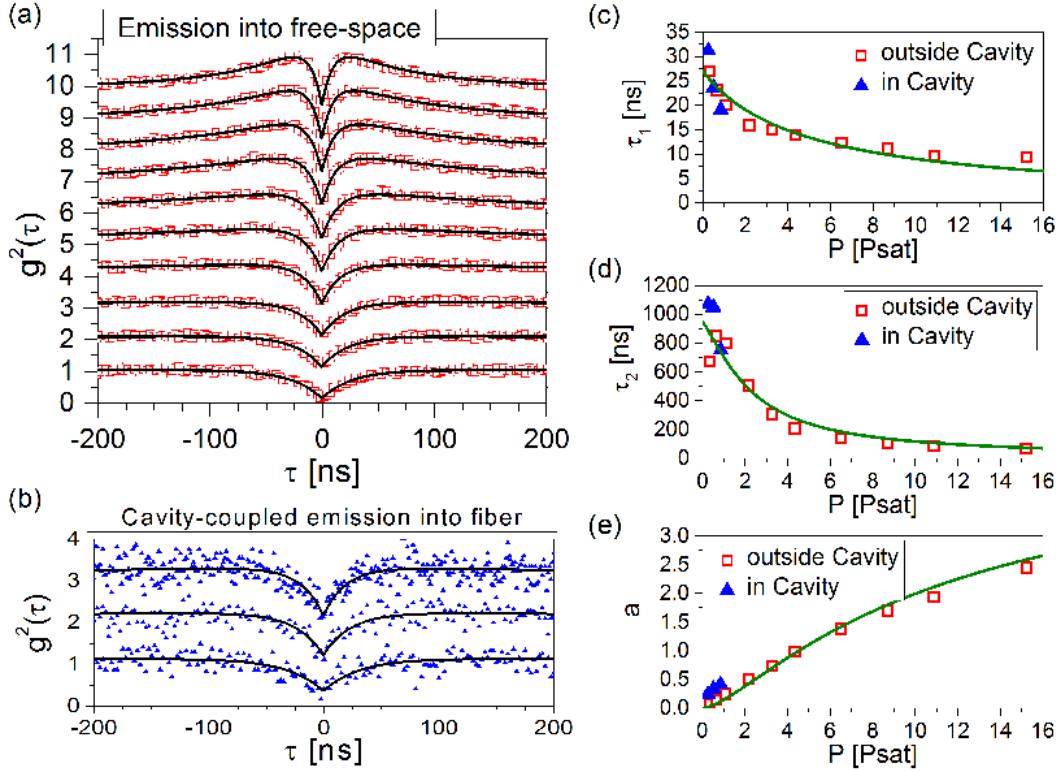 (a)
Emission into free-space
11
10
9
8
7
6
5
4
3
2
1
0
g²(τ)
-200 -100 0 100 200
τ [ns]
(b)
Cavity-coupled emission into fiber
4
3
2
1
0
g²(τ)
-200 -100 0 100 200
τ [ns]
(c)
35
30
25
20
15
10
5
0
τ₁ [ns]
outside Cavity
in Cavity
0 2 4 6 8 10 12 14 16
P [Psat]
(d)
1200
1000
800
600
400
200
0
τ₂ [ns]
outside Cavity
in Cavity
0 2 4 6 8 10 12 14 16
P [Psat]
(e)
3.0
2.5
2.0
1.5
1.0
0.5
0.0
a
outside Cavity
in Cavity
0 2 4 6 8 10 12 14 16
P [Psat]